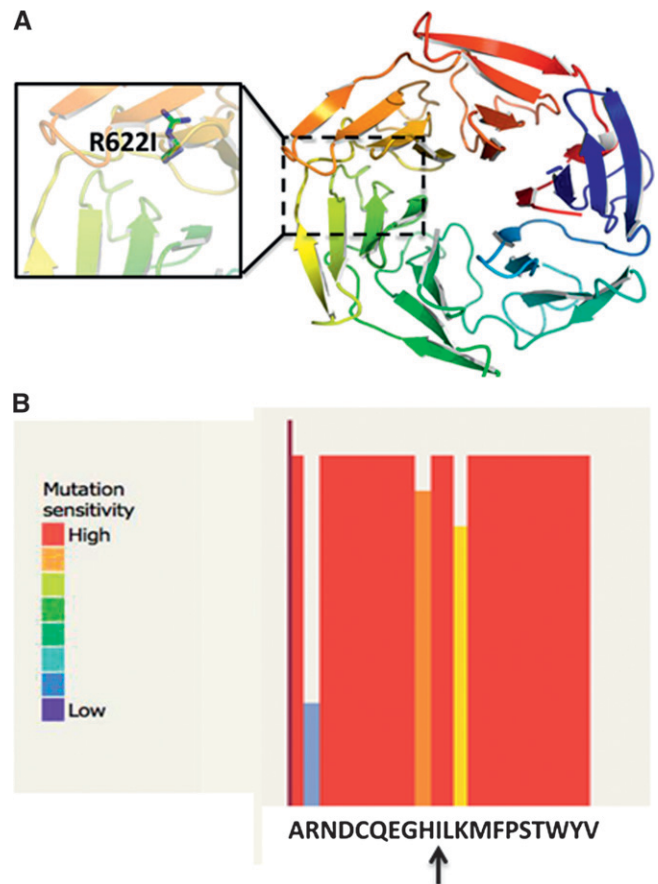 A
R622I
B
Mutation
sensitivity
High
Low
ARNDCQEGHILKMFPSTWYV